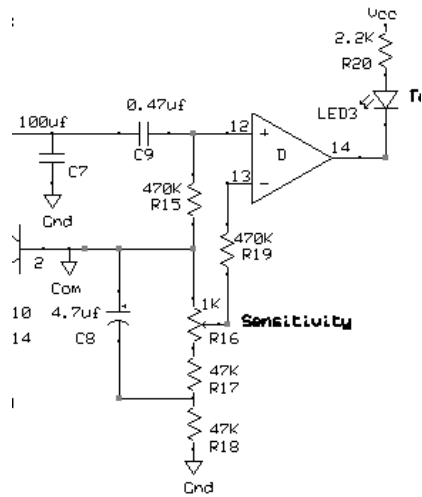 Vcc
2.2K
R20
LED3
Ta
0.47uf
100uf
C7
C9
12
+
D
14
13
-
470K
R15
Gnd
470K
R19
2
Com
10
14
4.7uf
C8
1K
R16
Sensitivity
47K
R17
47K
R18
Gnd